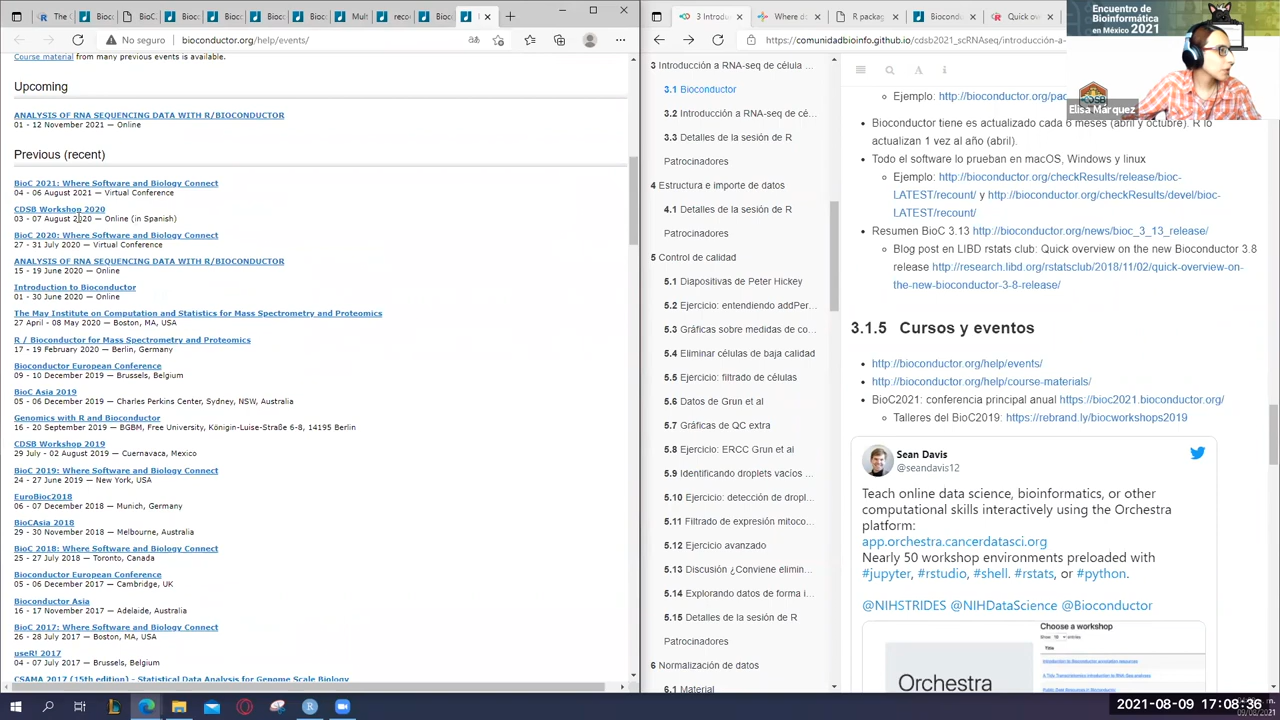 Bioc
Mul
reco
Bioc
I
No seguro
bioconductor.org/help/events/
Course material from many previous events is available.
Upcoming
ANALYSIS OF RNA SEQUENCING DATA WITH R/BIOCONDUCTOR
01 - 12 November 2021 — Online
Previous (recent)
BioC 2021: Where Software and Biology Connect
04 - 06 August 2021 — Virtual Conference
CDSB Workshop 2020
03 - 07 August 2020 — Online (in Spanish)
BioC 2020: Where Software and Biology Connect
27 - 31 July 2020 — Virtual Conference
ANALYSIS OF RNA SEQUENCING DATA WITH R/BIOCONDUCTOR
15 - 19 June 2020 — Online
Introduction to Bioconductor
01 - 30 June 2020 — Online
The May Institute on Computation and Statistics for Mass Spectrometry and Proteomics
27 April - 08 May 2020 — Boston, MA, USA
R / Bioconductor for Mass Spectrometry and Proteomics
17 - 19 February 2020 — Berlin, Germany
Bioconductor European Conference
09 - 10 December 2019 — Brussels, Belgium
BioC Asia 2019
05 - 06 December 2019 — Charles Perkins Center, Sydney, NSW, Australia
Genomics with R and Bioconductor
16 - 20 September 2019 — BGBM, Free University, Königin-Luise-Straße 6-8, 14195 Berlin
CDSB Workshop 2019
29 July - 02 August 2019 — Cuernavaca, Mexico
BioC 2019: Where Software and Biology Connect
24 - 27 June 2019 — New York, USA
EuroBioc2018
06 - 07 December 2018 — Munich, Germany
BioCAsia 2018
29 - 30 November 2018 — Melbourne, Australia
BioC 2018: Where Software and Biology Connect
25 - 27 July 2018 — Toronto, Canada
Bioconductor European Conference
05 - 06 December 2017 — Cambridge, UK
Bioconductor Asia
16 - 17 November 2017 — Adelaide, Australia
BioC 2017: Where Software and Biology Connect
26 - 28 July 2017 — Boston, MA, USA
useR! 2017
04 - 07 July 2017 — Brussels, Belgium
CSAMA 2017 (15th edition) - Statistical Data Analysis for Genome Scale Biology
3 Introdu
Where
R packag
Biocond
Quick ov
https://comunidadbioinfo.github.io/cdsb2021_scRNAseq/introducción-a-
3 Introducción a RNA-seq de célula ...
3.1 Bioconductor
3.2 Introducción a RNA-seq de cé...
3.3 Detalles de la sesión de R
Patrocinadores
4 Estructura e importe de datos
4.1 Detalles de la sesión de R
Patrocinadores
5 Control de calidad
5.1 Diapositivas de Peter Hickey
5.2 Ejercicio: entendiendo addPer...
5.3 Gráficas sobre medidas de co...
5.4 Eliminar células de baja calidad
5.5 Ejercicio: filtrado de células
5.6 Datos de Grun et al
5.7 Gráficas de QC extra
5.8 Ejercicio: ERCC Grun et al
5.9 Identificando droplets vacíos ...
5.10 Ejercicio: detección de dropl...
5.11 Filtrado de expresión mitoco...
5.12 Ejercicio avanzado
5.13 Discusión ¿Conviene elimin...
5.14 Explorando datos de forma i...
5.15 Detalles de la sesión de R
Patrocinadores
6 Normalización de datos
Ejemplo: http://bioconductor.org/pac
Bioconductor tiene es actualizado cada 6 meses (abril y octubre). R lo
actualizan 1 vez al año (abril).
Todo el software lo prueban en macOS, Windows y linux
Ejemplo: http://bioconductor.org/checkResults/release/bioc-
LATEST/recount/ y http://bioconductor.org/checkResults/devel/bioc-
LATEST/recount/
Resumen BioC 3.13 http://bioconductor.org/news/bioc_3_13_release/
Blog post en LIBD rstats club: Quick overview on the new Bioconductor 3.8
release http://research.libd.org/rstatsclub/2018/11/02/quick-overview-on-
the-new-bioconductor-3-8-release/
3.1.5 Cursos y eventos
http://bioconductor.org/help/events/
http://bioconductor.org/help/course-materials/
BioC2021: conferencia principal anual https://bioc2021.bioconductor.org/
Talleres del BioC2019: https://rebrand.ly/biocworkshops2019
Sean Davis
@seandavis12
Teach online data science, bioinformatics, or other
computational skills interactively using the Orchestra
platform:
app.orchestra.cancerdatasci.org
Nearly 50 workshop environments preloaded with
#jupyter, #rstudio, #shell. #rstats, or #python.
@NIHSTRIDES @NIHDataScience @Bioconductor
Choose a workshop
Title
Orchestra
Encuentro de
Bioinformática
en México 2021
CDSB
Elisa Márquez
2021-08-09 17:08:36